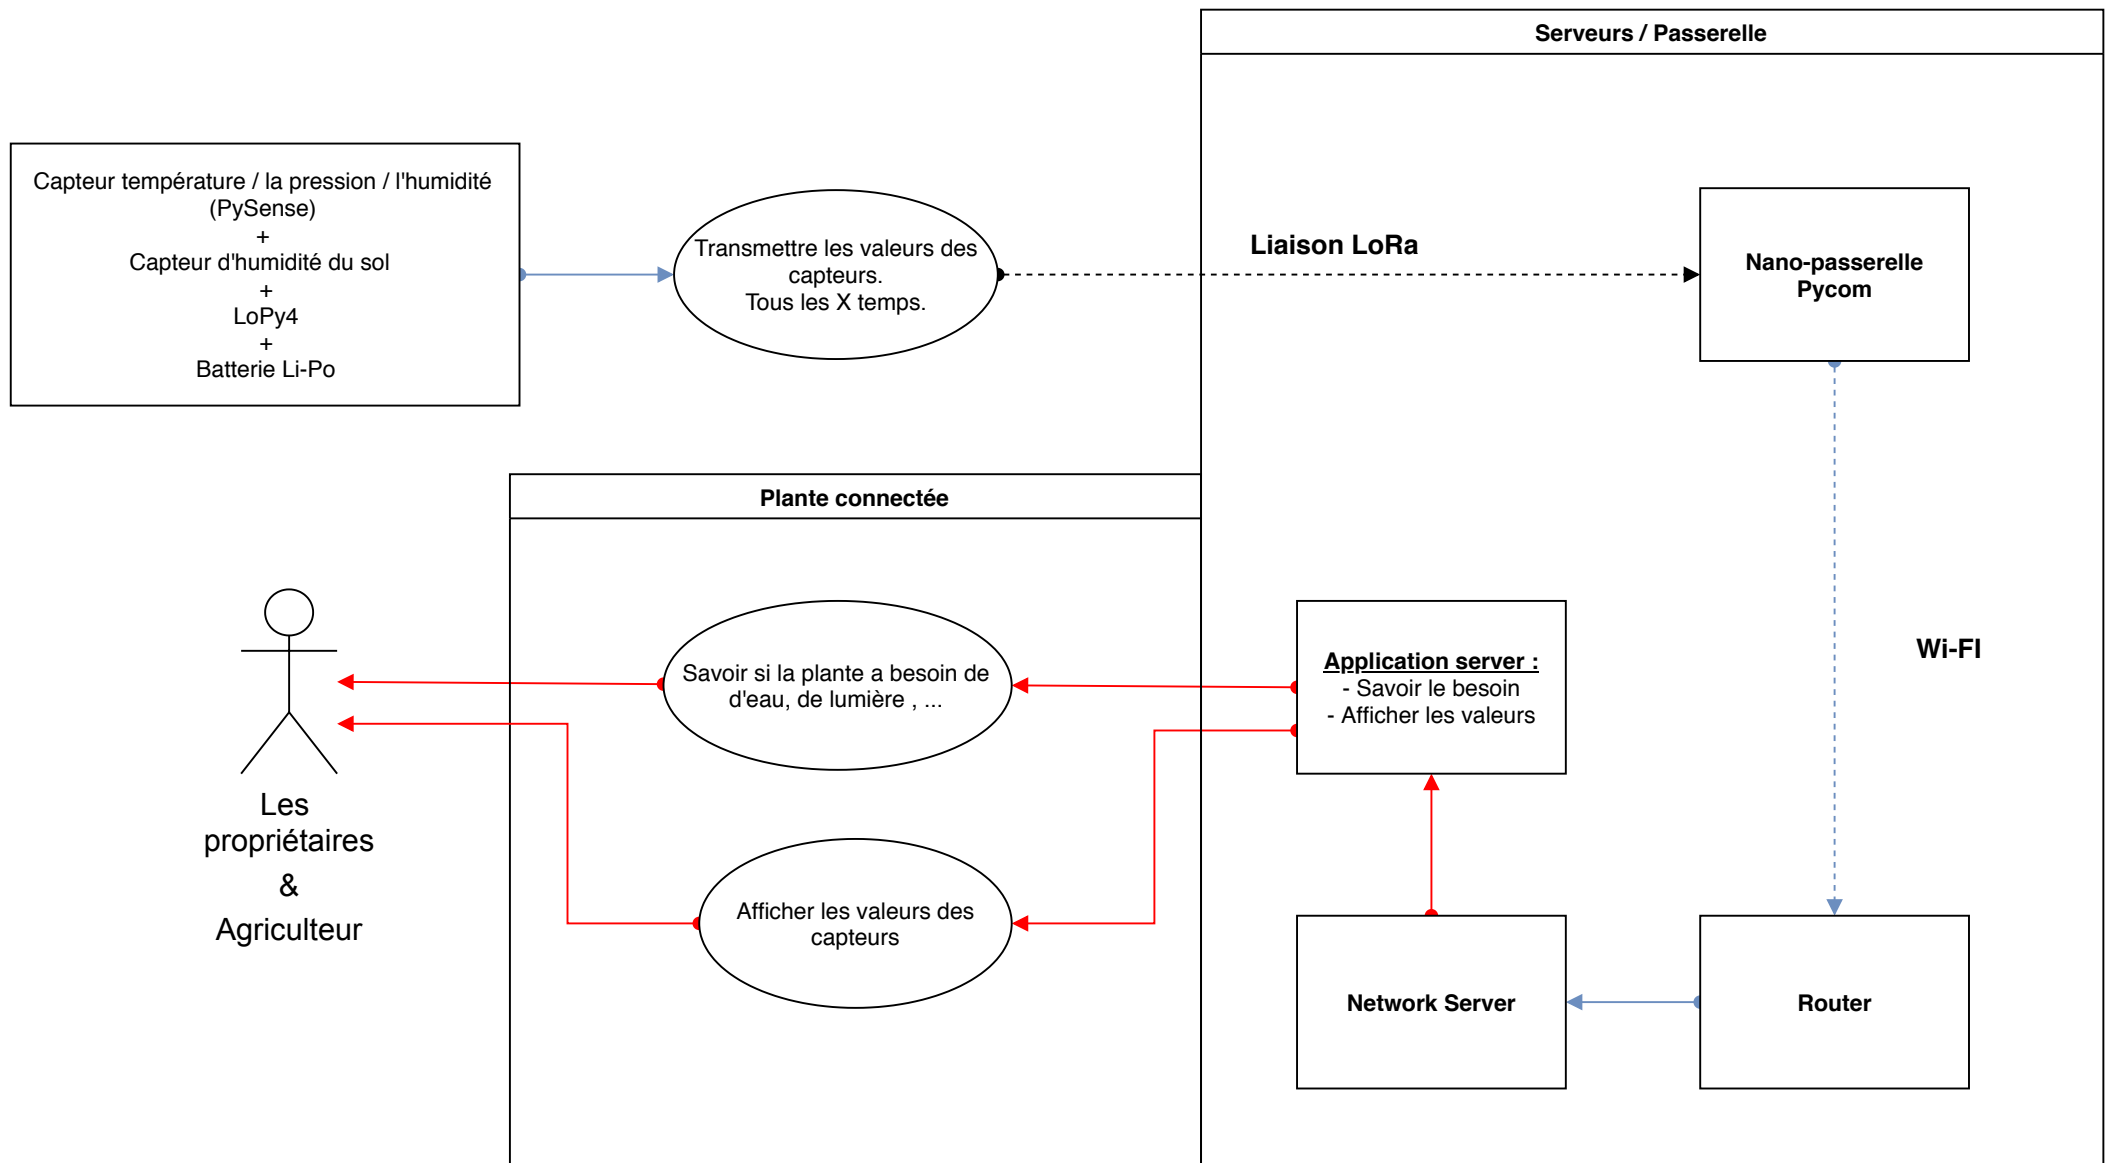 Serveurs / Passerelle
Capteur température / la pression / l'humidité
(PySense)
+
Capteur d'humidité du sol
+
LoPy4
+
Batterie Li-Po
Transmettre les valeurs des
capteurs.
Tous les X temps.
Liaison LoRa
Nano-passerelle
Pycom
Plante connectée
Wi-FI
Savoir si la plante a besoin de
d'eau, de lumière , ...
Application server :
- Savoir le besoin
- Afficher les valeurs
Les
propriétaires
&
Agriculteur
Afficher les valeurs des
capteurs
Network Server
Router